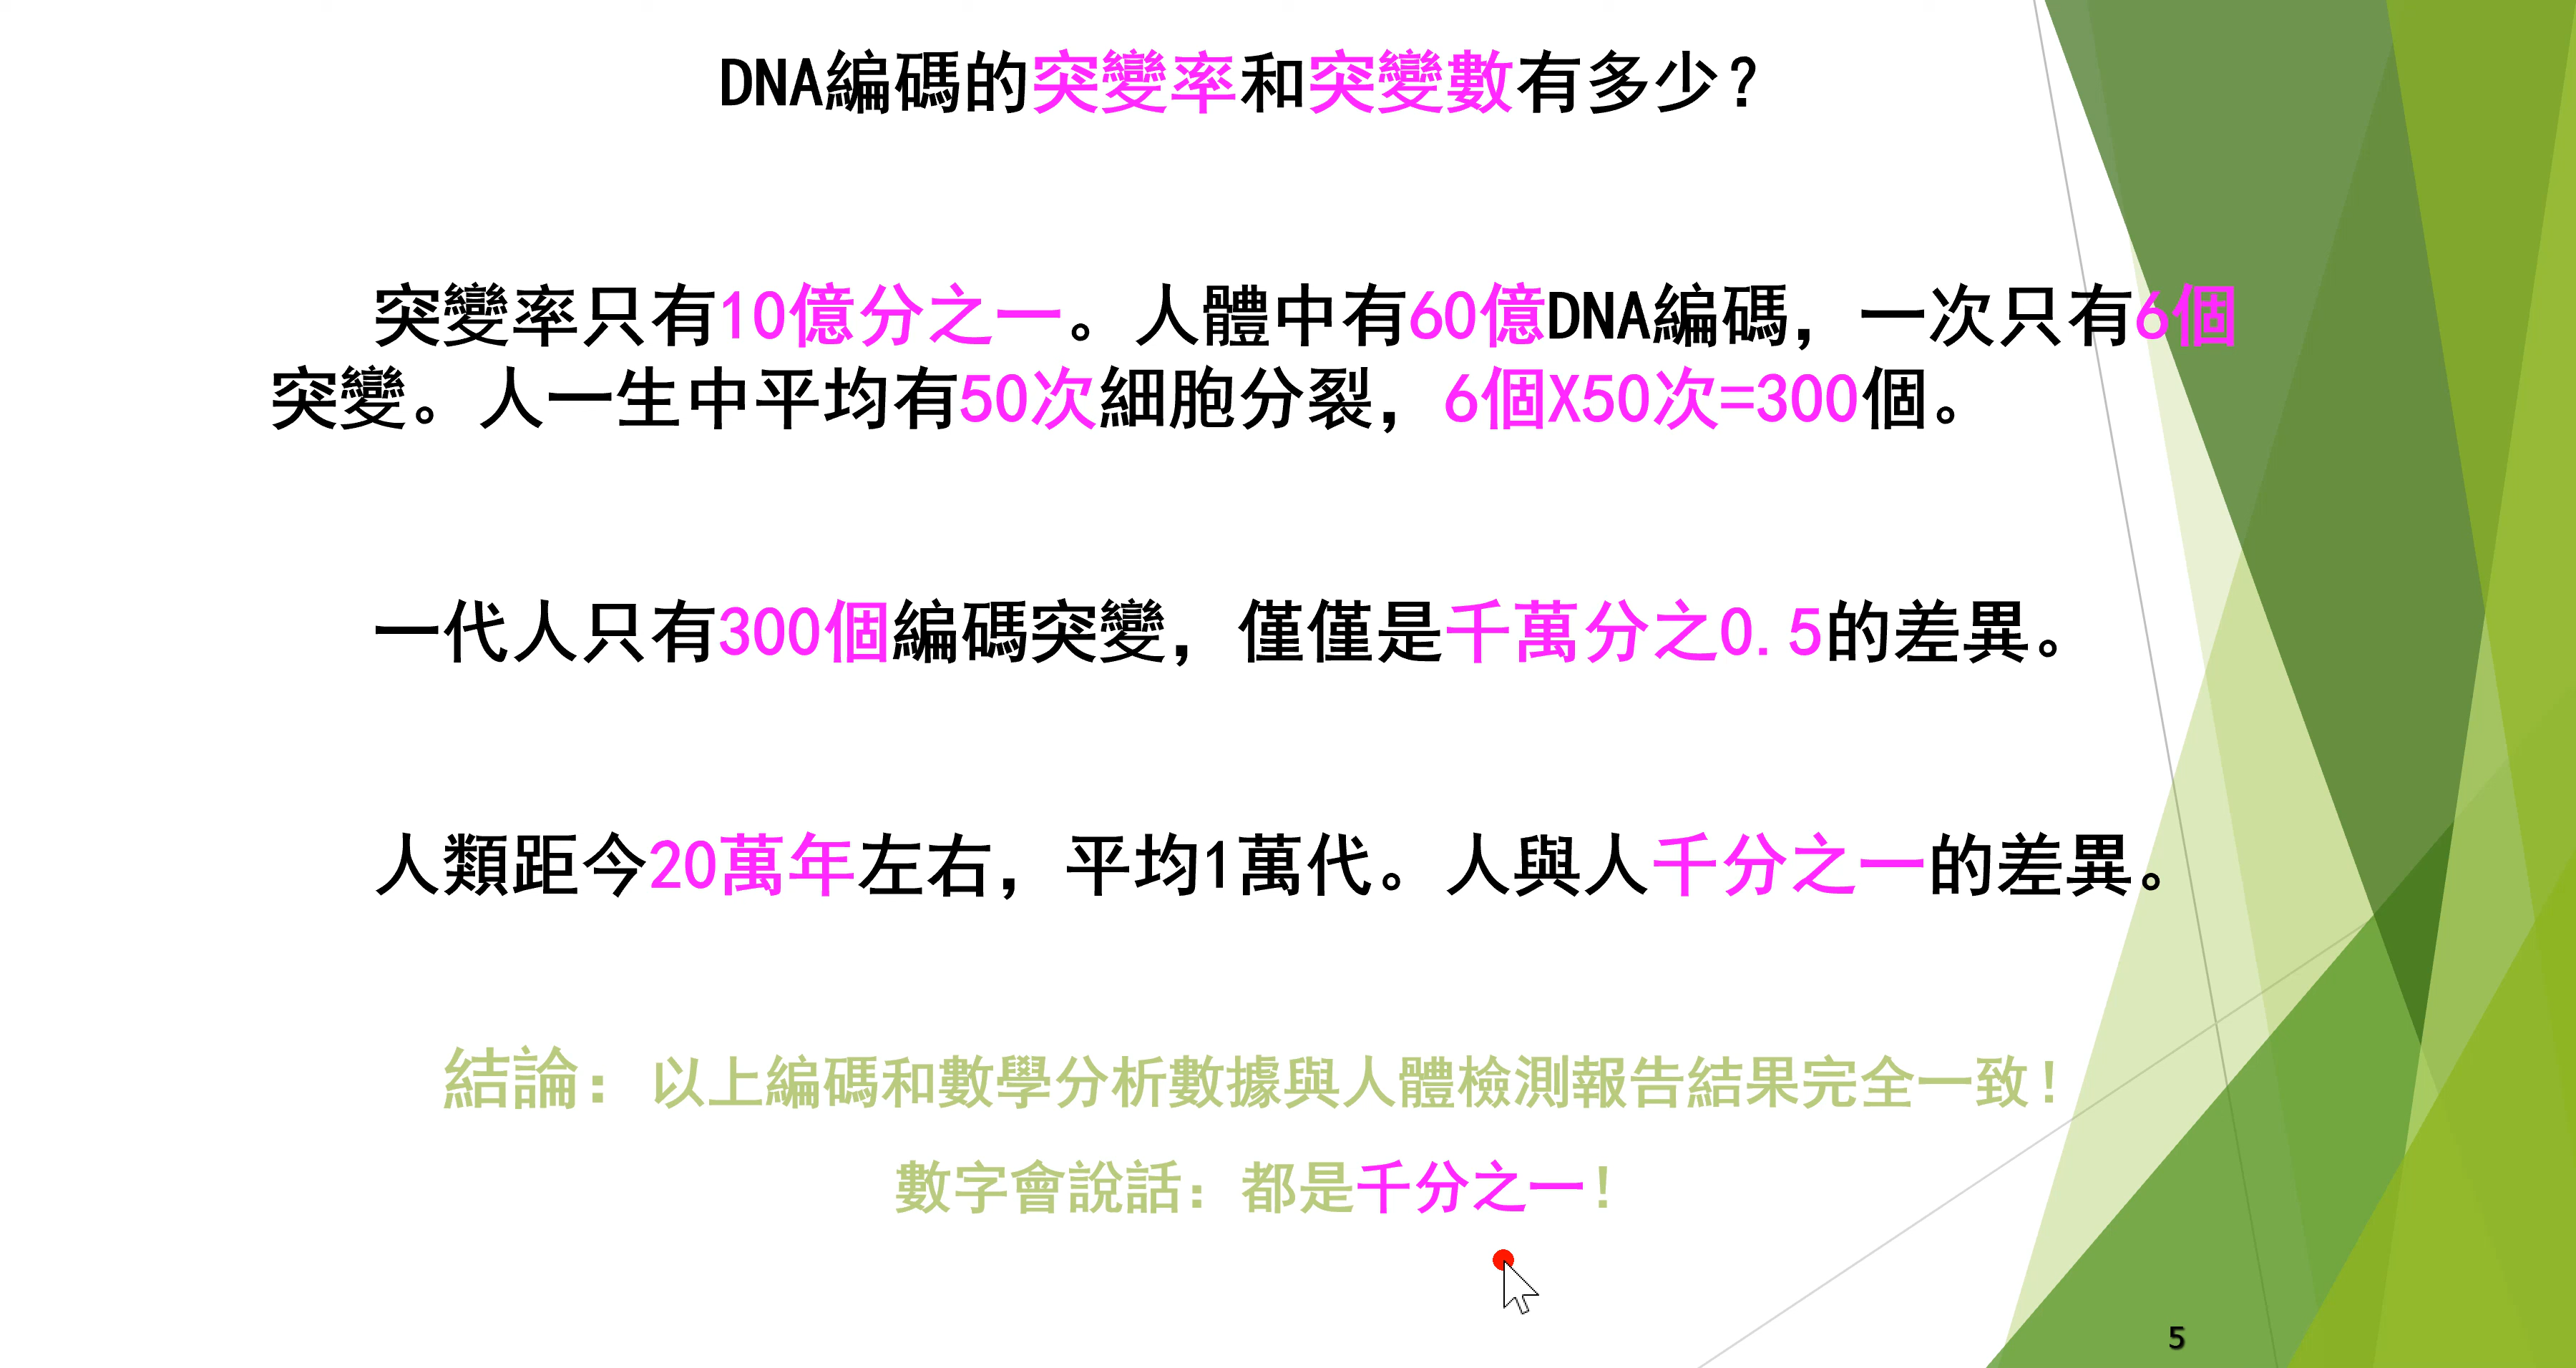 DNA編碼的突變率和突變數有多少？
突變率只有10億分之一。人體中有60億DNA編碼，一次只有6個
突變。人一生中平均有50次細胞分裂，6個X50次=300個。
一代人只有300個編碼突變，僅僅是千萬分之0.5的差異。
人類距今20萬年左右，平均1萬代。人與人千分之一的差異。
結論：以上編碼和數學分析數據與人體檢測報告結果完全一致！
數字會說話：都是千分之一！
5